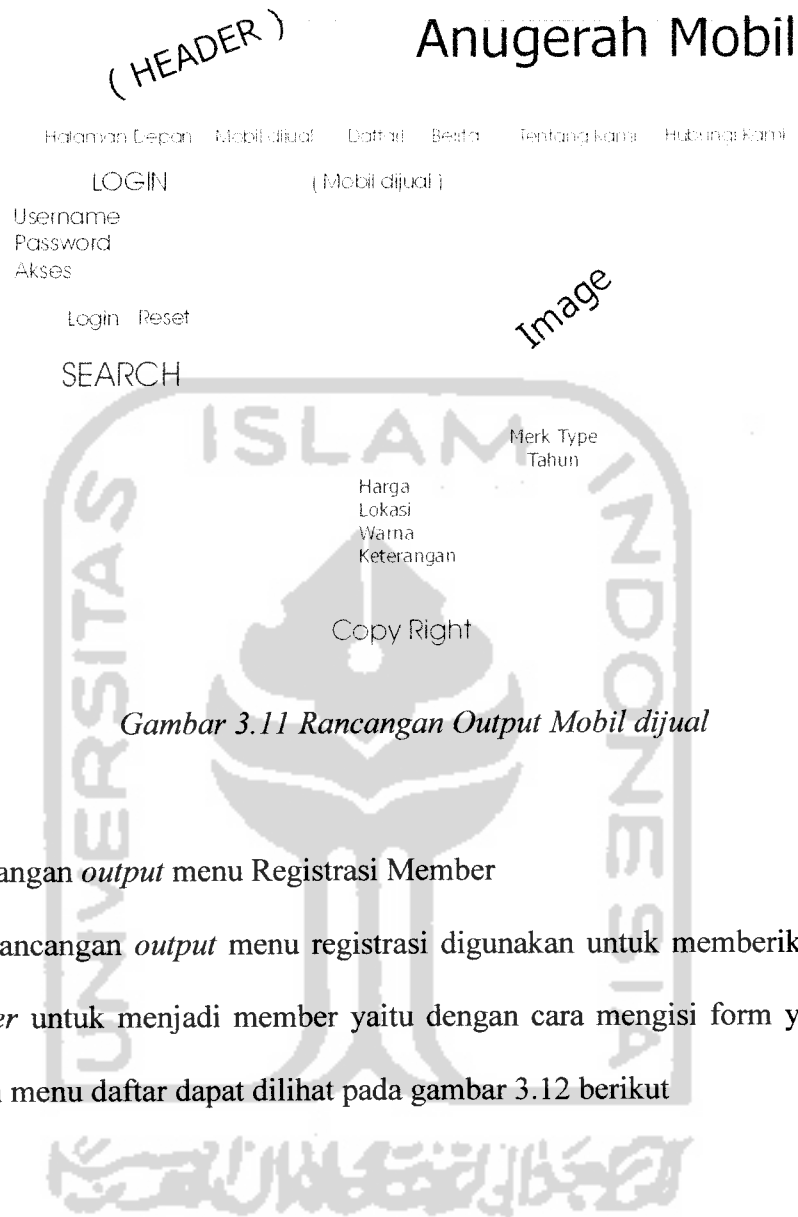 ( HEADER )
Anugerah Mobil
Halaman Depan Mobil dijual Daftar Berita Tentang Kami Hubungi Kami
LOGIN
( Mobil dijual )
Username
Password
Akses
Login Reset
Image
SEARCH
ISLAM
UNIVERSITAS
INDONESIA
Merk Type
Tahun
Harga
Lokasi
Warna
Keterangan
Copy Right
Gambar 3.11 Rancangan Output Mobil dijual
angan output menu Registrasi Member
ancangan output menu registrasi digunakan untuk memberik
er untuk menjadi member yaitu dengan cara mengisi form y
menu daftar dapat dilihat pada gambar 3.12 berikut